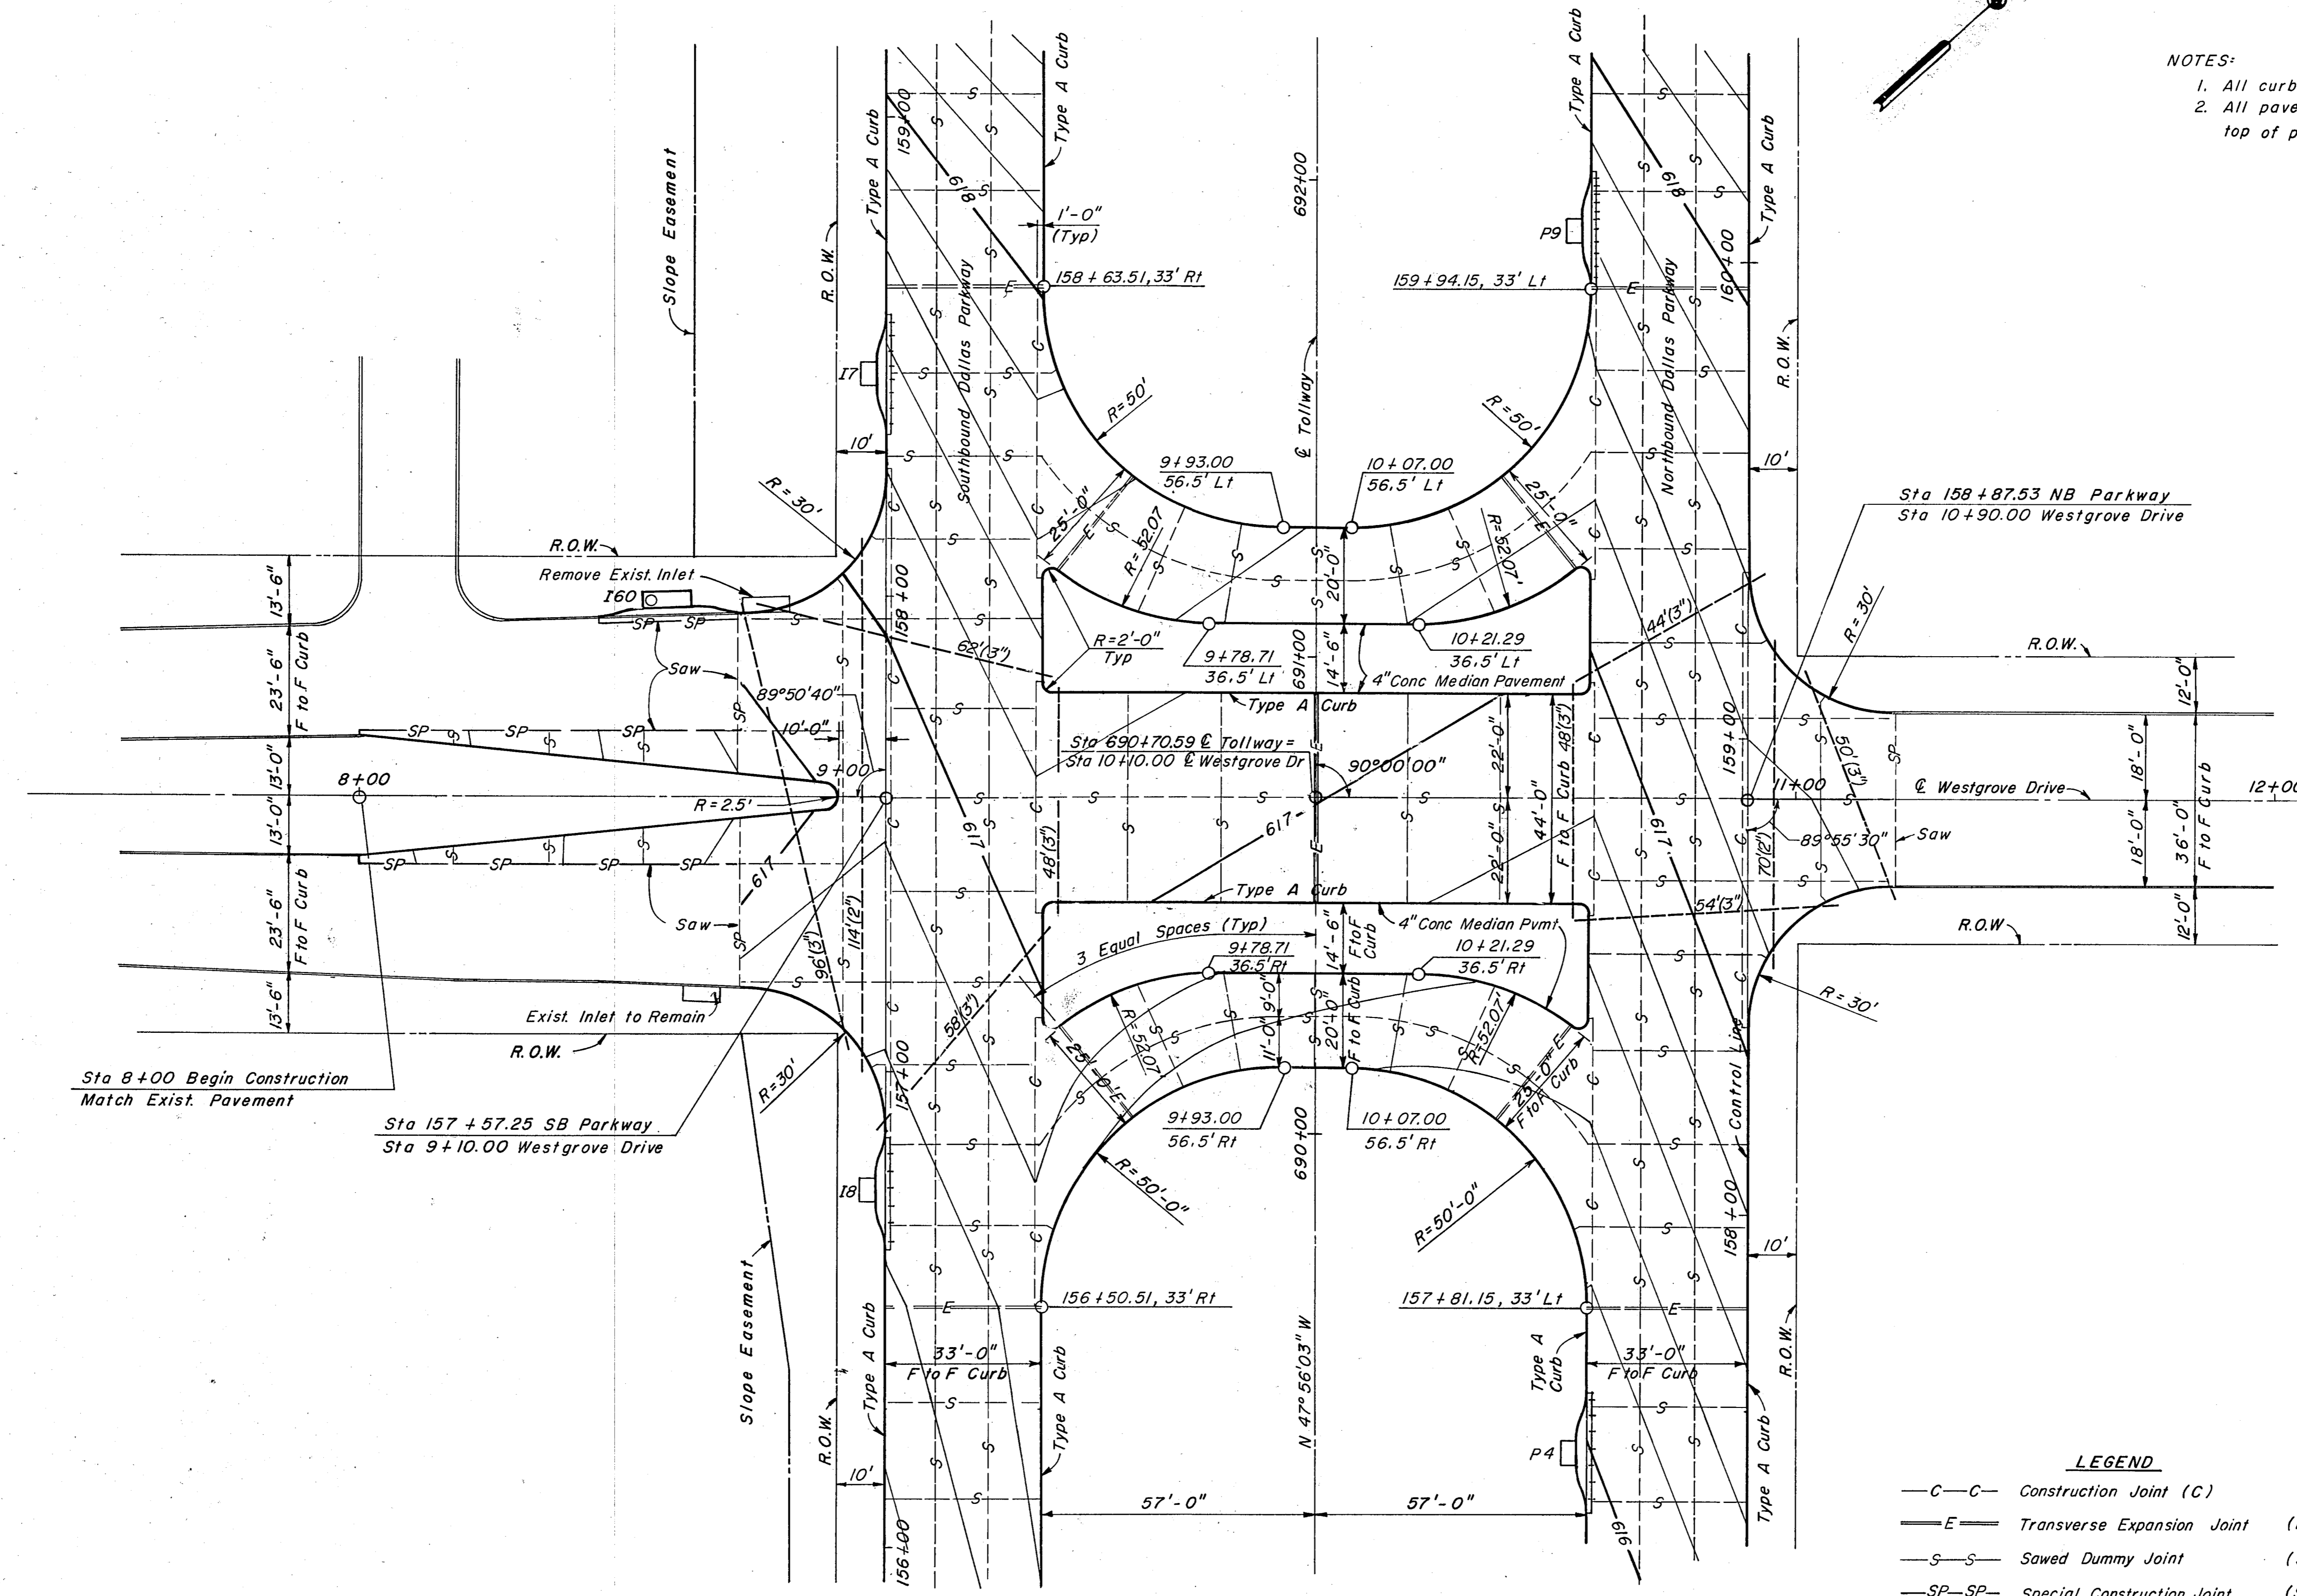 NOTES:
1. All curb
2. All pave
top of p
Slope Easement
R.O.W.
Type A Curb
159+00
618
Southbound Dallas Parkway
1'-0"
(Typ)
Type A Curb
158+63.51, 33' Rt
692+00
℄ Tollway
159+94.15, 33' Lt
P9
Type A Curb
618
Northbound Dallas Parkway
160+00
Type A Curb
R.O.W.
I7
10'
R=30'
R=50'
R=50'
9+93.00
56.5' Lt
10+07.00
56.5' Lt
25'-0"
R=52.07
R=52.07'
25'-0"
20'-0"
10'
Sta 158+87.53 NB Parkway
Sta 10+90.00 Westgrove Drive
R.O.W.
Remove Exist. Inlet
I60
13'-6"
23'-6"
F to F Curb
13'-0"
13'-0"
23'-6"
F to F Curb
13'-6"
Saw
158+00
62'(3")
R=2'-0"
Typ
9+78.71
36.5' Lt
691+00
14'-6"
10+21.29
36.5' Lt
4" Conc Median Pavement
44'(3")
R=30'
R.O.W.
12'-0"
89°50'40"
10'-0"
Type A Curb
Sta 690+70.59 ℄ Tollway=
Sta 10+10.00 ℄ Westgrove Dr
90°00'00"
22'-0"
22'-0"
44'-0"
F to F Curb
48'(3")
159+00
50'(3")
18'-0"
18'-0"
36'-0"
F to F Curb
8+00
9+00
R=2.5'
11+00
℄ Westgrove Drive
12+00
89°55'30"
Saw
70'(2")
617
617
617
617
48'(3")
Saw
96'(3")
114'(2")
Type A Curb
3 Equal Spaces (Typ)
4" Conc Median Pvmt
54'(3")
12'-0"
R.O.W
9+78.71
36.5' Rt
14'-6"
F to F
Curb
10+21.29
36.5' Rt
9'-0"
11'-0"
20'-0"
F to F Curb
Exist. Inlet to Remain
R.O.W.
58'(3")
R=52.07'
R=52.07'
25'-0"
25'-0"
F to F Curb
R=30'
Control Line
Sta 8+00 Begin Construction
Match Exist. Pavement
R=30'
157+00
Sta 157+57.25 SB Parkway
Sta 9+10.00 Westgrove Drive
9+93.00
56.5' Rt
690+00
10+07.00
56.5' Rt
I8
R=50'-0"
R=50'-0"
158+00
10'
Slope Easement
R.O.W.
Type A Curb
156+50.51, 33' Rt
157+81.15, 33' Lt
33'-0"
F to F Curb
Type A Curb
N 47°56'03" W
Type A
Curb
33'-0"
F to F Curb
R.O.W.
10'
P4
57'-0"
57'-0"
619
Type A Curb
156+00
LEGEND
C C Construction Joint (C)
E Transverse Expansion Joint (
S S Sawed Dummy Joint (
SP SP Special Construction Joint (